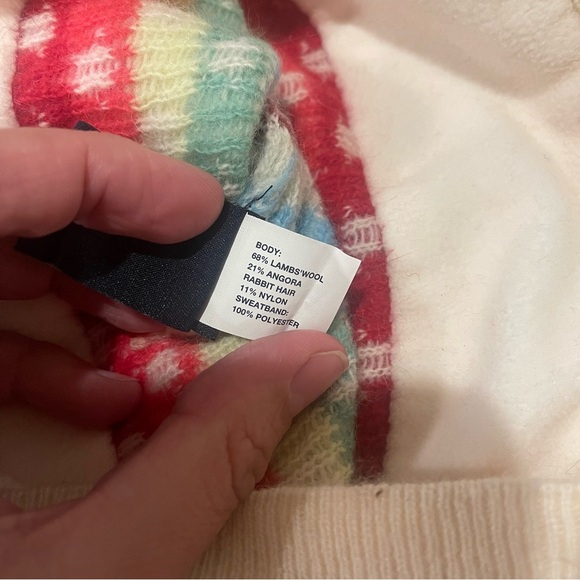 BODY:
68% LAMBS'WOOL
21% ANGORA
RABBIT HAIR
11% NYLON
SWEATBAND:
100% POLYESTER